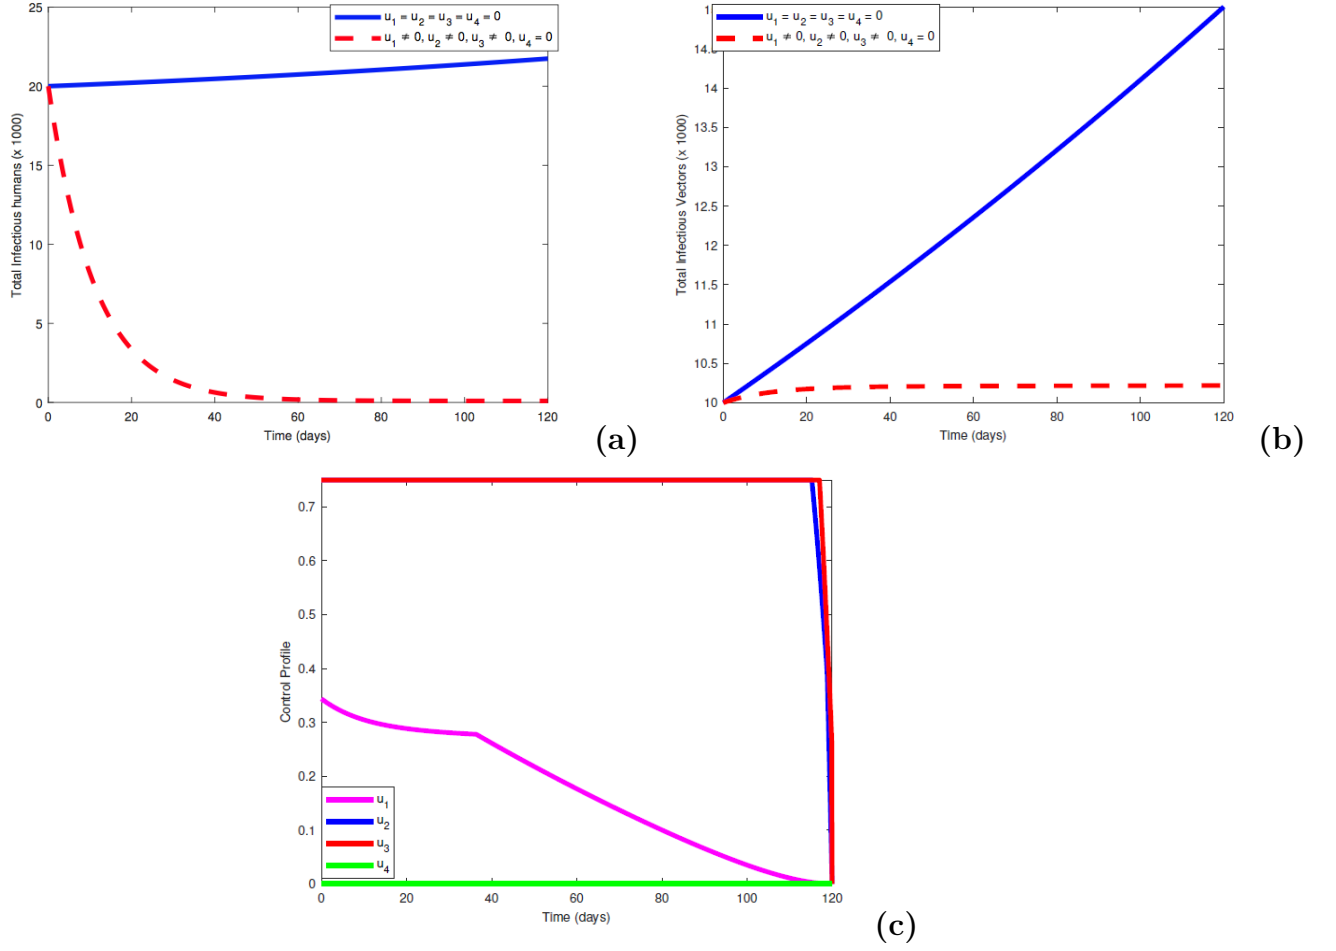 25
20
15
10
5
0
0
20
40
60
80
100
120
Total Infectious humans (x 1000)
Time (days)
u1 = u2 = u3 = u4 = 0
u1 ≠ 0, u2 ≠ 0, u3 ≠ 0, u4 = 0
(a)
14.5
14
13.5
13
12.5
12
11.5
11
10.5
10
0
20
40
60
80
100
120
Total Infectious Vectors (x 1000)
Time (days)
u1 = u2 = u3 = u4 = 0
u1 ≠ 0, u2 ≠ 0, u3 ≠ 0, u4 = 0
(b)
0.7
0.6
0.5
0.4
0.3
0.2
0.1
0
0
20
40
60
80
100
120
Control Profile
Time (days)
u1
u2
u3
u4
(c)